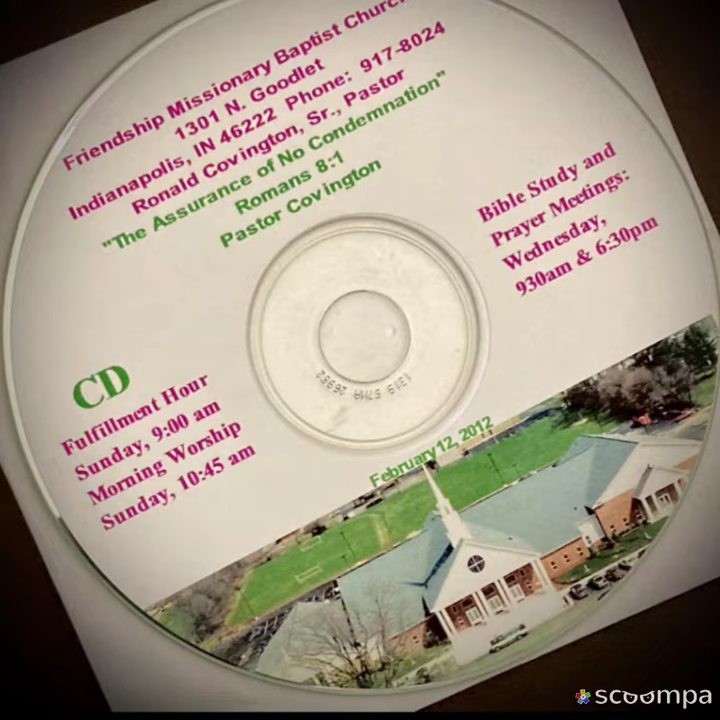 Friendship Missionary Baptist Church
1301 N. Goodlet
Indianapolis, IN 46222 Phone: 917-8024
Ronald Covington, Sr., Pastor
"The Assurance of No Condemnation"
Romans 8:1
Pastor Covington
Bible Study and
Prayer Meetings:
Wednesday,
930am & 6:30pm
CD
Fulfillment Hour
Sunday, 9:00 am
Morning Worship
Sunday, 10:45 am
February 12, 2012
scoompa